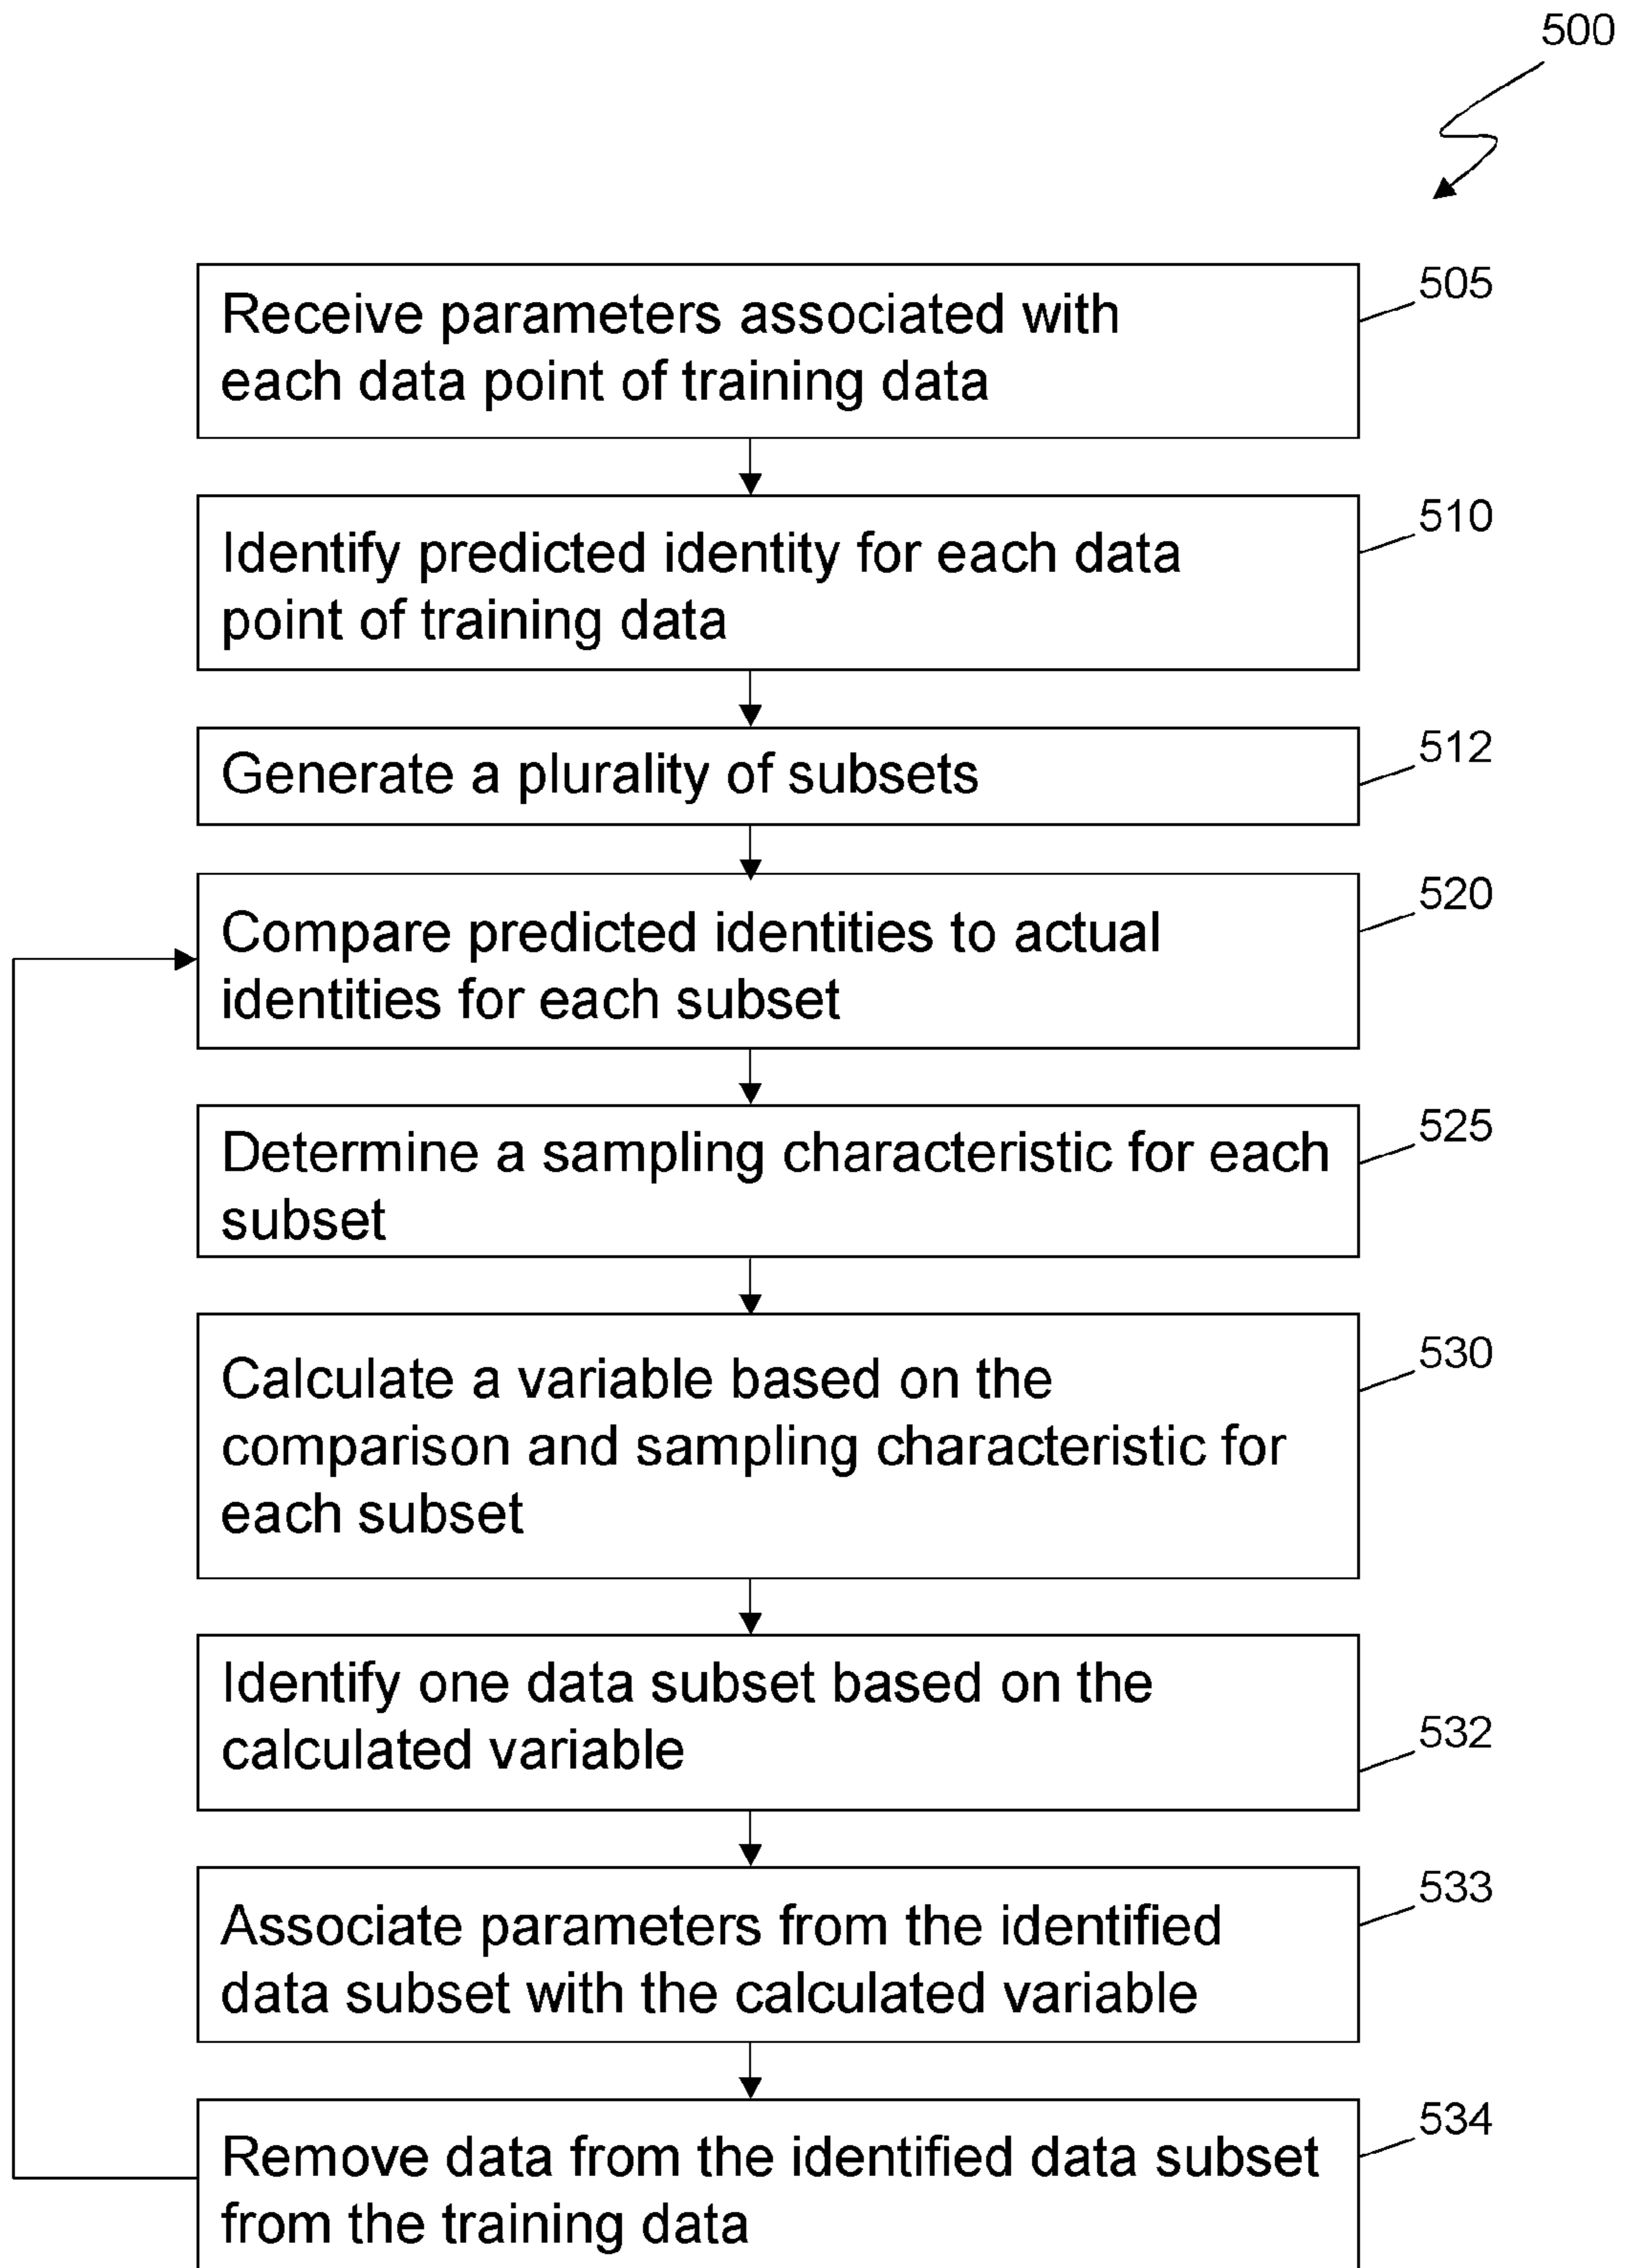 500
Receive parameters associated with
each data point of training data
505
Identify predicted identity for each data
point of training data
510
Generate a plurality of subsets
512
Compare predicted identities to actual
identities for each subset
520
Determine a sampling characteristic for each
subset
525
Calculate a variable based on the
comparison and sampling characteristic for
each subset
530
Identify one data subset based on the
calculated variable
532
Associate parameters from the identified
data subset with the calculated variable
533
Remove data from the identified data subset
from the training data
534